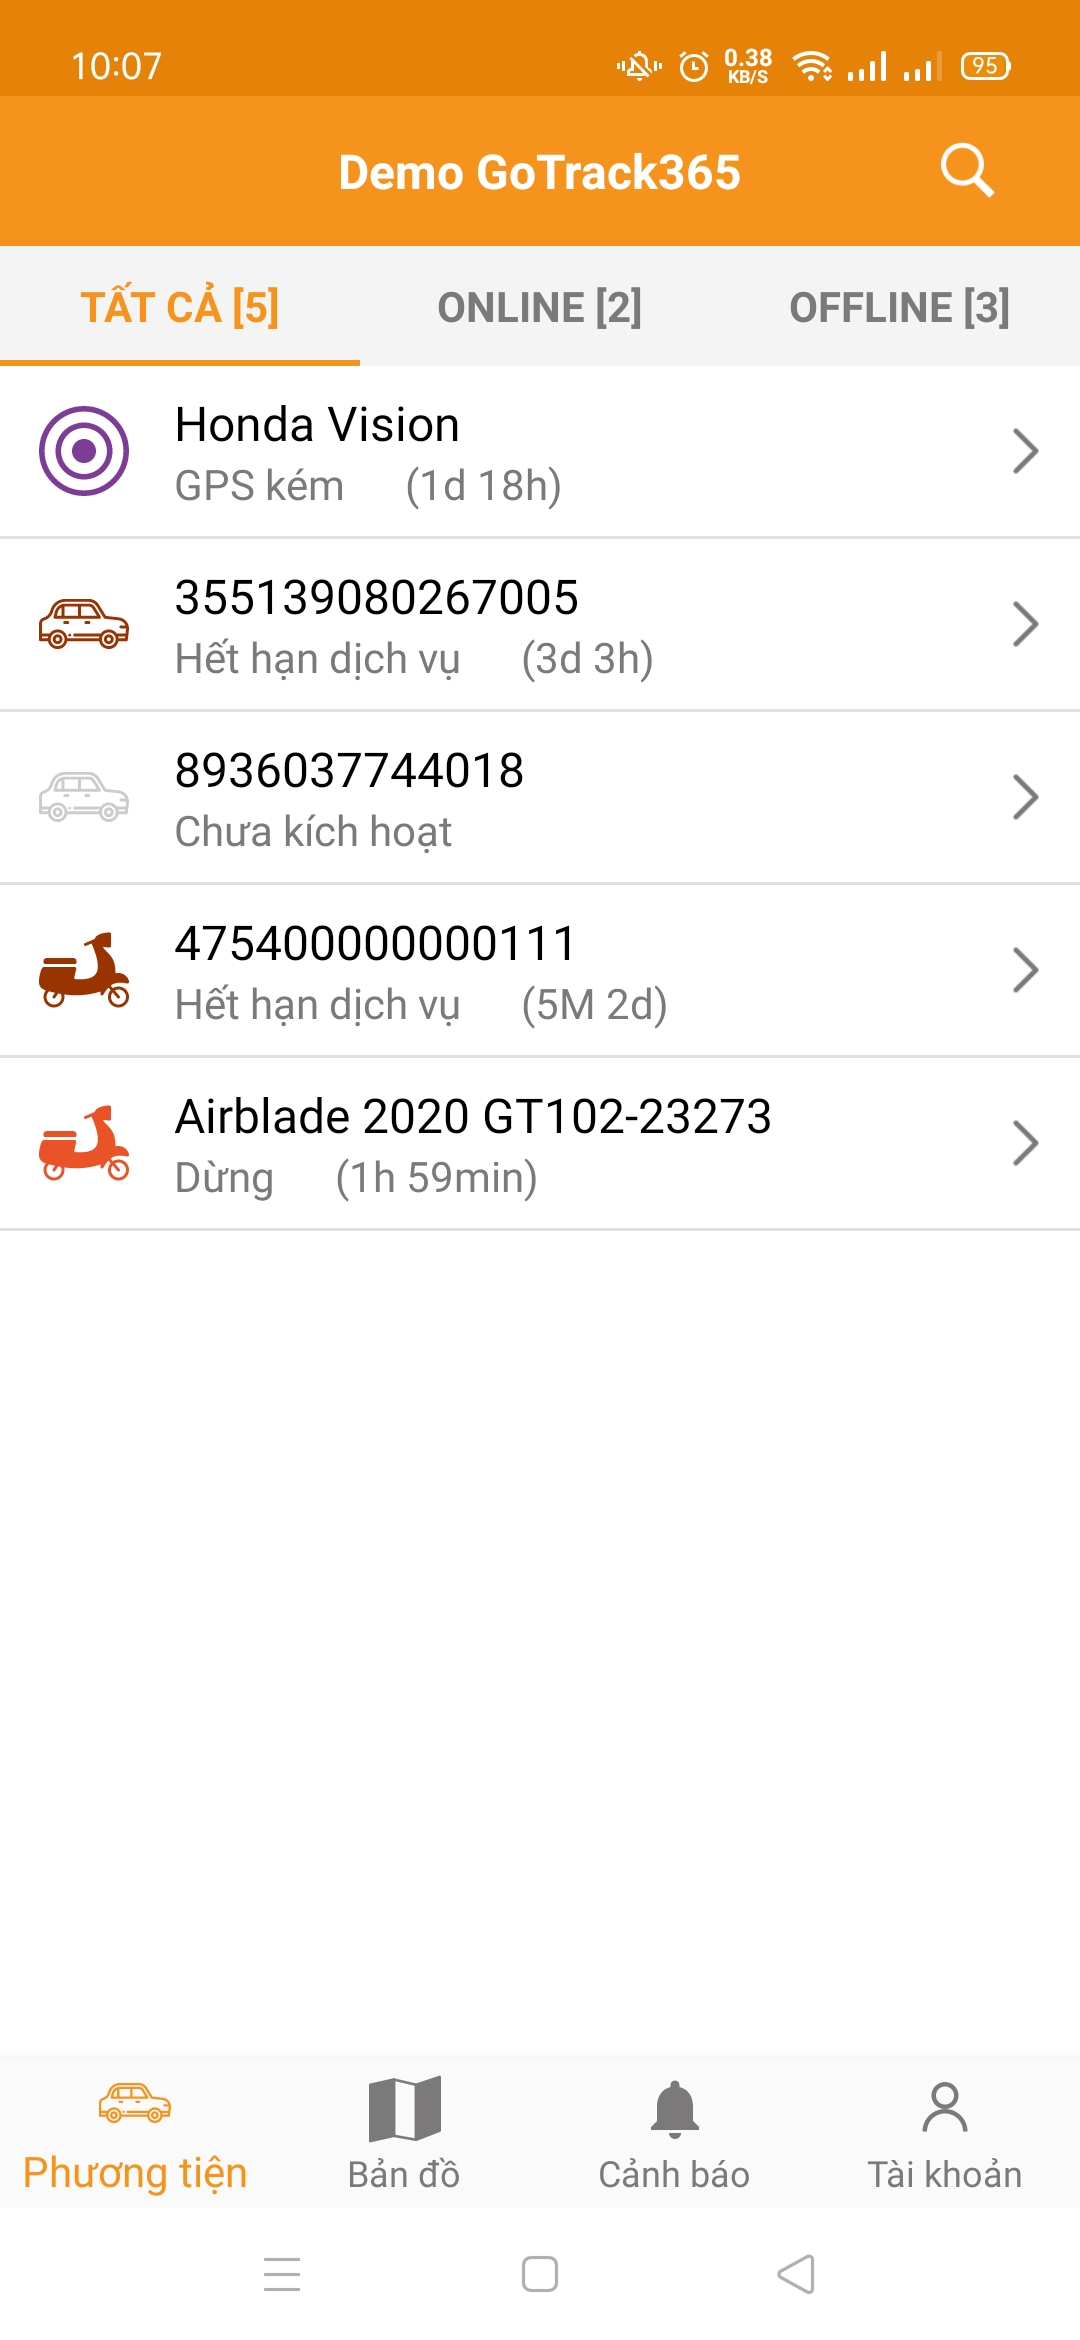 10:07
0.38
KB/S
95
Demo GoTrack365
TẤT CẢ [5]
ONLINE [2]
OFFLINE [3]
Honda Vision
GPS kém (1d 18h)
355139080267005
Hết hạn dịch vụ (3d 3h)
8936037744018
Chưa kích hoạt
475400000000111
Hết hạn dịch vụ (5M 2d)
Airblade 2020 GT102-23273
Dừng (1h 59min)
Phương tiện
Bản đồ
Cảnh báo
Tài khoản